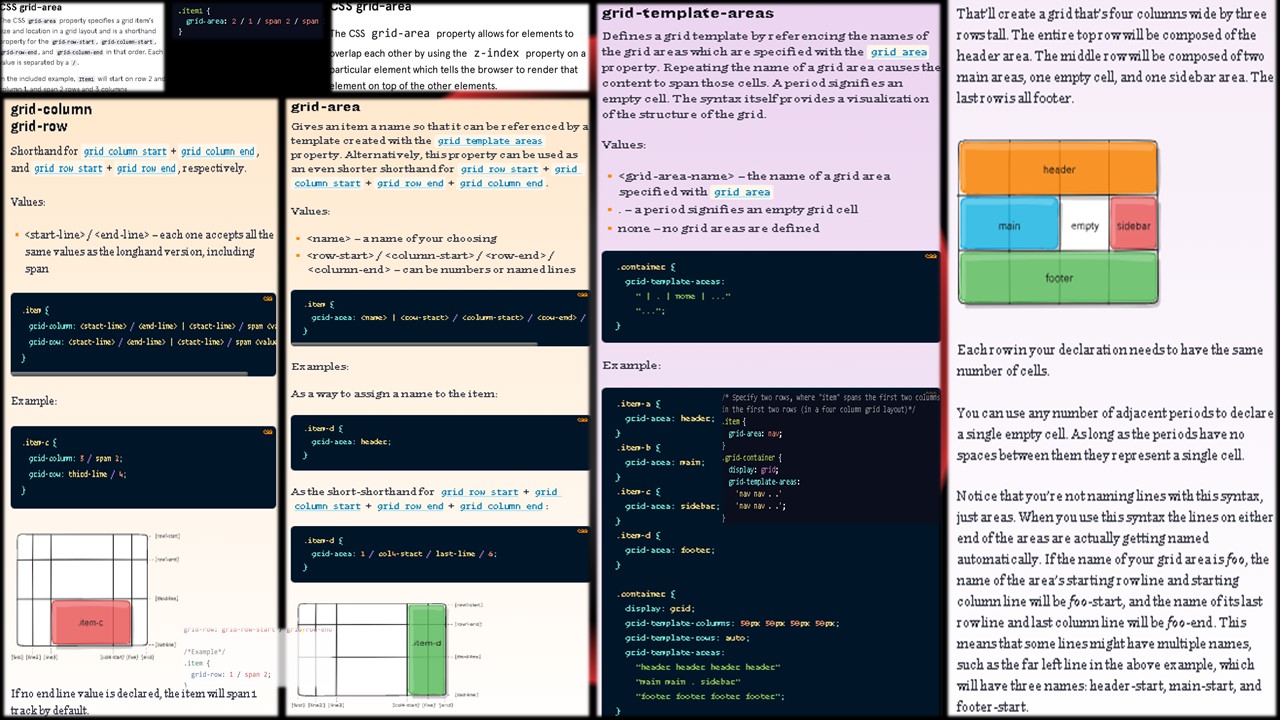 CSS grid-area
The CSS grid-area property specifies a grid item's
size and location in a grid layout and is a shorthand
property for the grid-row-start, grid-column-start,
grid-row-end, and grid-column-end in that order. Each
value is separated by a /.
In the included example, Item1 will start on row 2 and
column 1, and span 2 rows and 3 columns
.item1 {
grid-area: 2 / 1 / span 2 / span
}
CSS grid-area
The CSS grid-area property allows for elements to
overlap each other by using the z-index property on a
particular element which tells the browser to render that
element on top of the other elements.
grid-column
grid-row
Shorthand for grid column start + grid column end,
and grid row start + grid row end, respectively.
Values:
<start-line> / <end-line> – each one accepts all the
same values as the longhand version, including
span
css
.item {
grid-column: <start-line> / <end-line> | <start-line> / span <va
grid-row: <start-line> / <end-line> | <start-line> / span <value
}
Example:
css
.item-c {
grid-column: 3 / span 2;
grid-row: third-line / 4;
}
item-c
grid-row: grid-row-start / grid-row-end
/*Example*/
.item {
grid-row: 1 / span 2;
}
If no end line value is declared, the item will span 1
track by default.
grid-area
Gives an item a name so that it can be referenced by a
template created with the grid template areas
property. Alternatively, this property can be used as
an even shorter shorthand for grid row start + grid
column start + grid row end + grid column end.
Values:
<name> – a name of your choosing
<row-start> / <column-start> / <row-end> /
<column-end> – can be numbers or named lines
css
.item {
grid-area: <name> | <row-start> / <column-start> / <row-end> /
}
Examples:
As a way to assign a name to the item:
css
.item-d {
grid-area: header;
}
As the short-shorthand for grid row start + grid
column start + grid row end + grid column end:
css
.item-d {
grid-area: 1 / col4-start / last-line / 6;
}
item-d
grid-template-areas
Defines a grid template by referencing the names of
the grid areas which are specified with the grid area
property. Repeating the name of a grid area causes the
content to span those cells. A period signifies an
empty cell. The syntax itself provides a visualization
of the structure of the grid.
Values:
<grid-area-name> – the name of a grid area
specified with grid area
. – a period signifies an empty grid cell
none – no grid areas are defined
css
.container {
grid-template-areas:
" | . | none | ..."
"...";
}
Example:
.item-a {
grid-area: header;
}
.item-b {
grid-area: main;
}
.item-c {
grid-area: sidebar;
}
.item-d {
grid-area: footer;
}
.container {
display: grid;
grid-template-columns: 50px 50px 50px 50px;
grid-template-rows: auto;
grid-template-areas:
"header header header header"
"main main . sidebar"
"footer footer footer footer";
}
/* Specify two rows, where "item" spans the first two columns
in the first two rows (in a four column grid layout)*/
.item {
grid-area: nav;
}
.grid-container {
display: grid;
grid-template-areas:
'nav nav . .'
'nav nav . .';
}
That'll create a grid that's four columns wide by three
rows tall. The entire top row will be composed of the
header area. The middle row will be composed of two
main areas, one empty cell, and one sidebar area. The
last row is all footer.
header
main empty sidebar
footer
Each row in your declaration needs to have the same
number of cells.
You can use any number of adjacent periods to declare
a single empty cell. As long as the periods have no
spaces between them they represent a single cell.
Notice that you're not naming lines with this syntax,
just areas. When you use this syntax the lines on either
end of the areas are actually getting named
automatically. If the name of your grid area is foo, the
name of the area's starting row line and starting
column line will be foo-start, and the name of its last
row line and last column line will be foo-end. This
means that some lines might have multiple names,
such as the far left line in the above example, which
will have three names: header-start, main-start, and
footer-start.